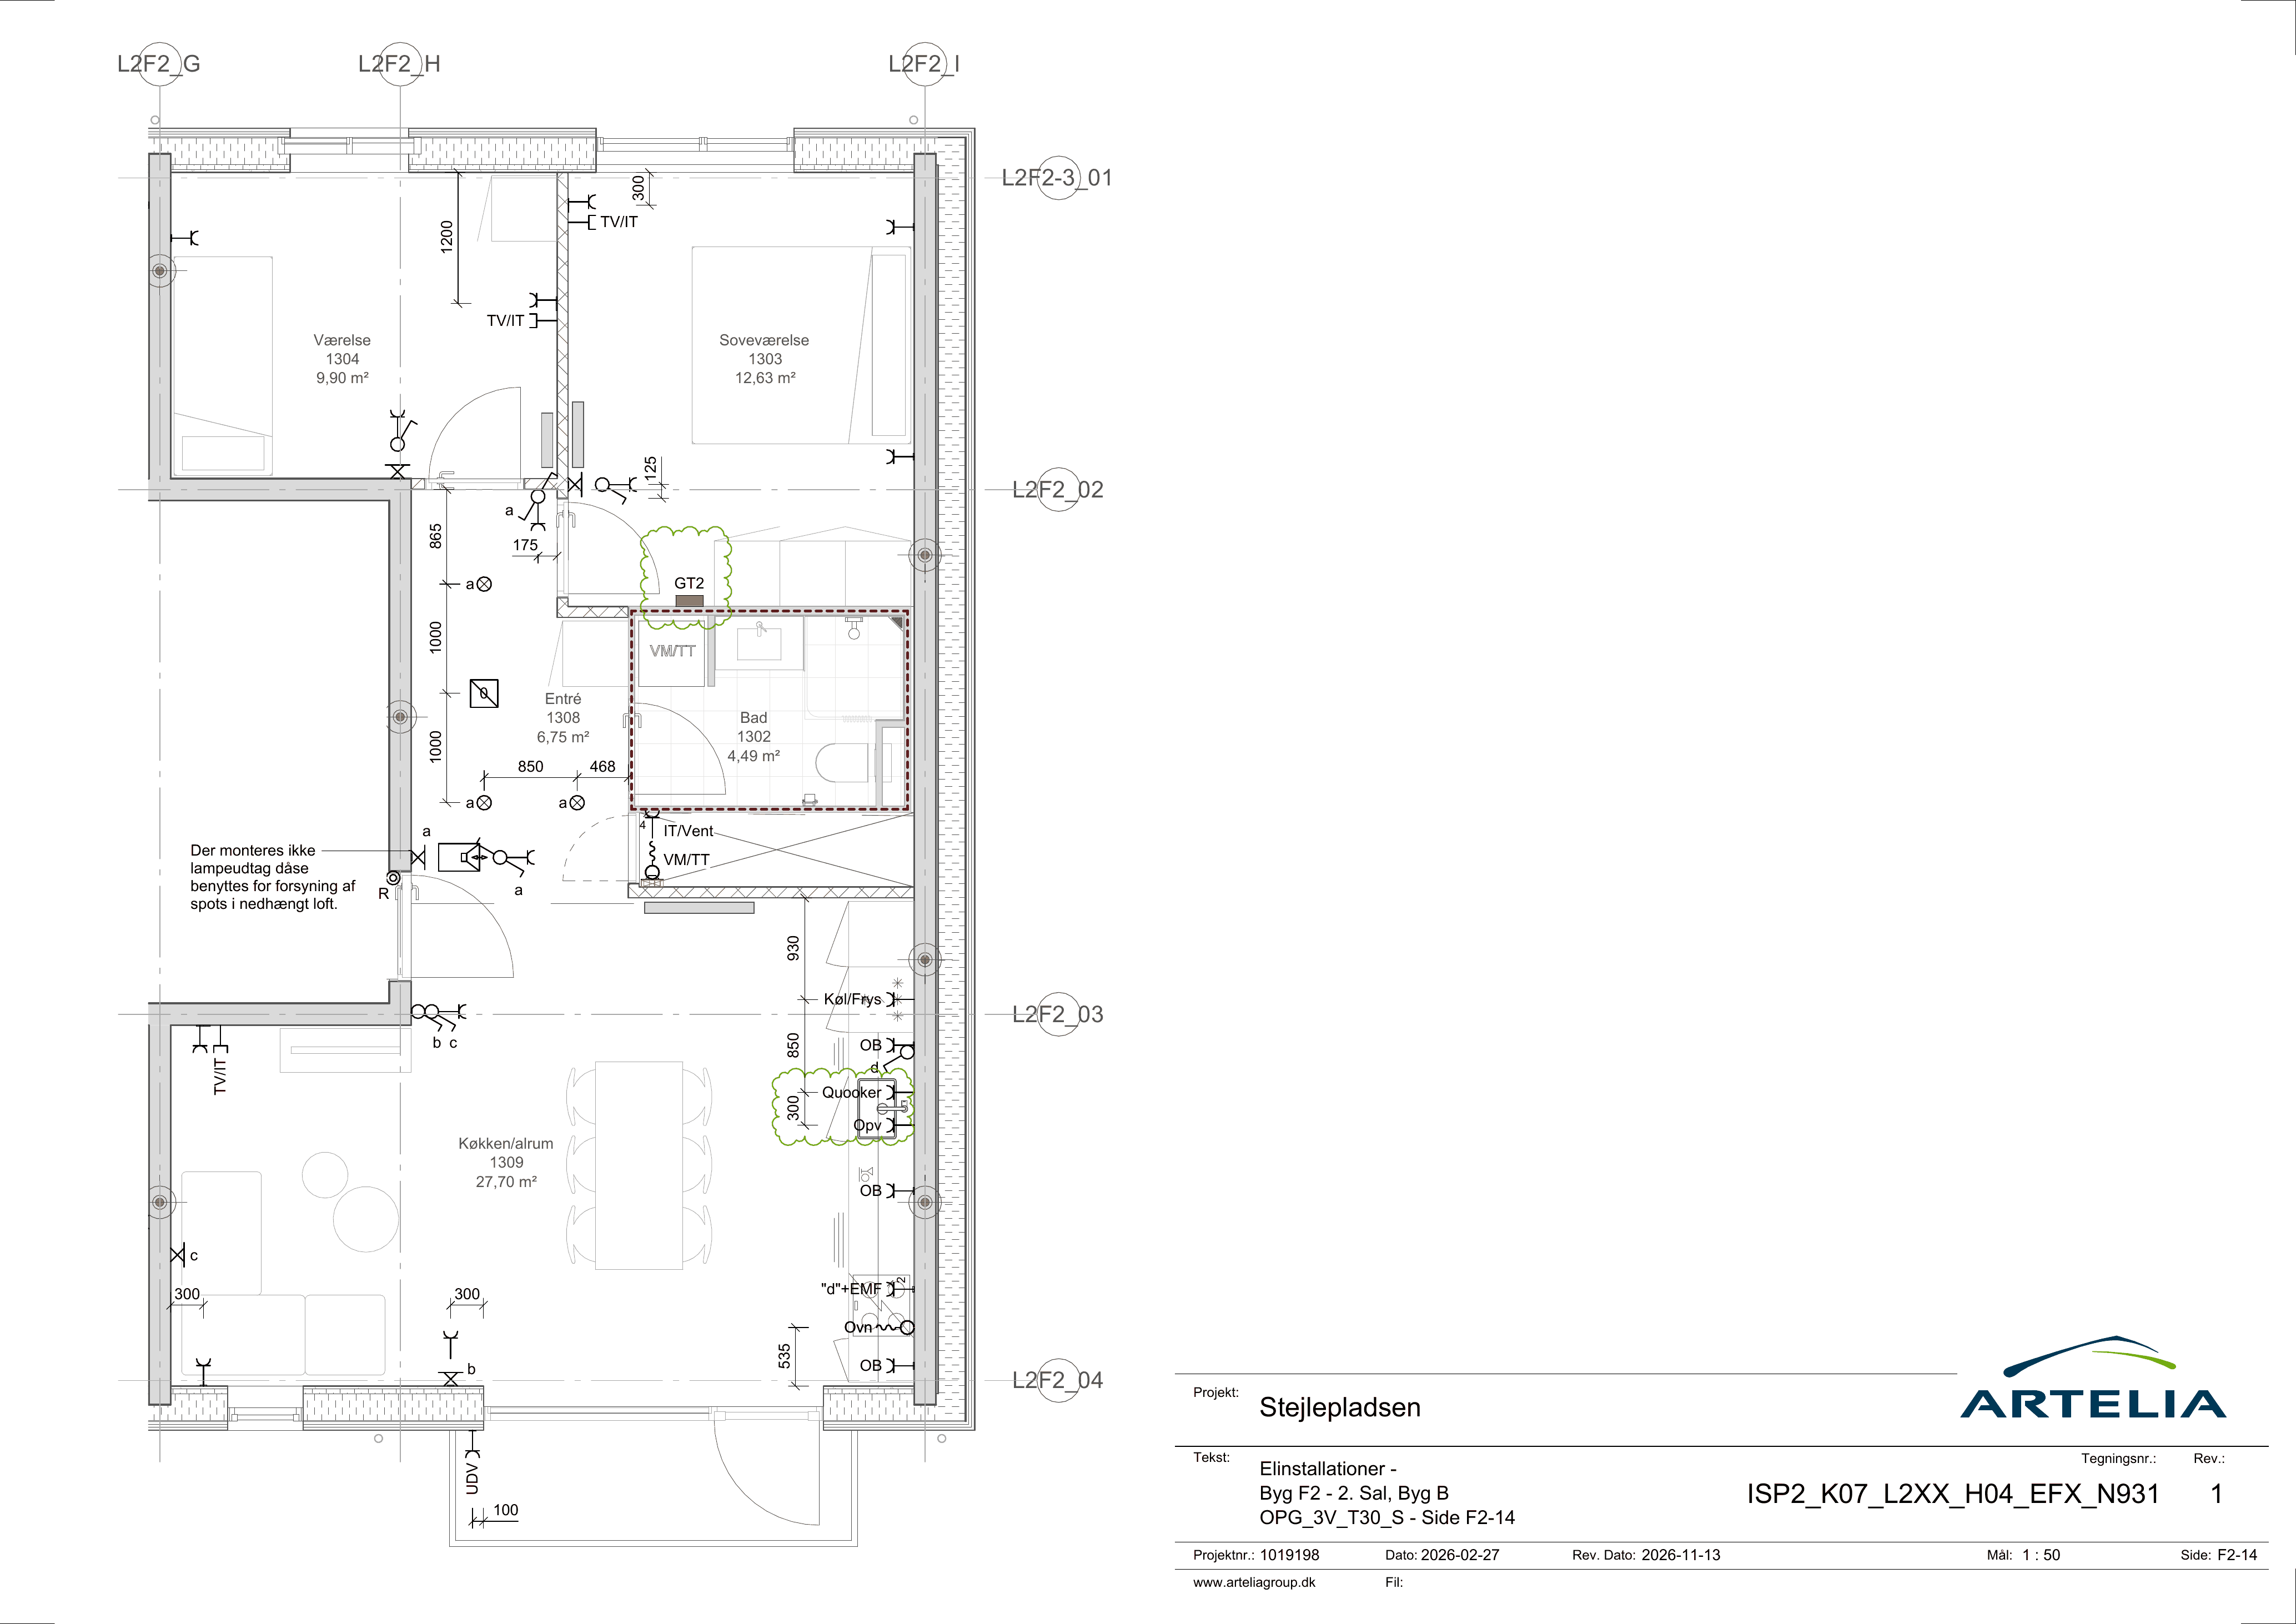 L2F2_G
L2F2_H
L2F2_I
L2F2-3_01
300
TV/IT
1200
TV/IT
Værelse
1304
9,90 m²
Soveværelse
1303
12,63 m²
125
L2F2_02
a
175
865
GT2
a
1000
VM/TT
0
Entré
1308
6,75 m²
Bad
1302
4,49 m²
1000
850
468
a
a
4
IT/Vent
VM/TT
a
Der monteres ikke
lampeudtag dåse
benyttes for forsyning af
spots i nedhængt loft.
R
a
930
Køl/Frys
L2F2_03
b c
TV/IT
850
OB
d
Quooker
300
Opv
Køkken/alrum
1309
27,70 m²
OB
c
300
300
"d"+EMF
2
Ovn
535
OB
b
L2F2_04
UDV
100
ARTELIA
Projekt:
Stejlepladsen
Tekst:
Elinstallationer -
Byg F2 - 2. Sal, Byg B
OPG_3V_T30_S - Side F2-14
Tegningsnr.:
Rev.:
ISP2_K07_L2XX_H04_EFX_N931
1
Projektnr.: 1019198
Dato: 2026-02-27
Rev. Dato: 2026-11-13
Mål: 1 : 50
Side: F2-14
www.arteliagroup.dk
Fil: